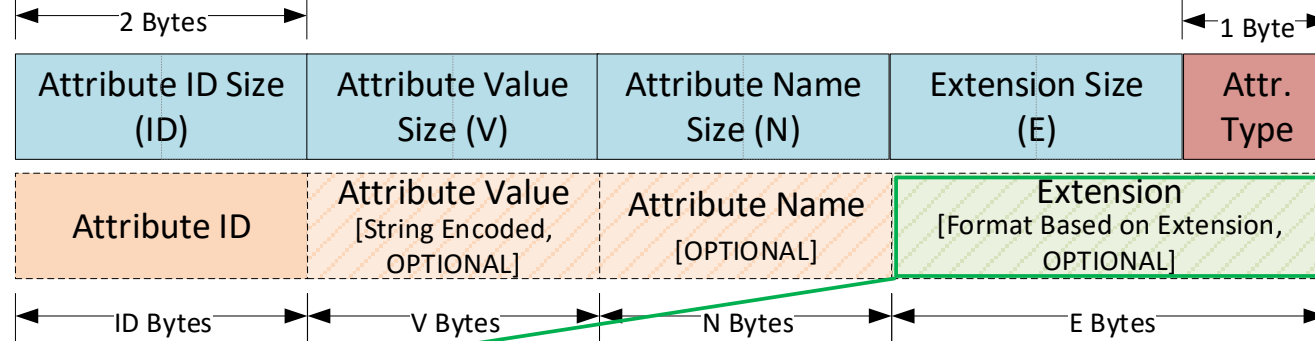 2 Bytes
1 Byte
Attribute ID Size
(ID)
Attribute Value
Size (V)
Attribute Name
Size (N)
Extension Size
(E)
Attr.
Type
Attribute ID
Attribute Value
[String Encoded,
OPTIONAL]
Attribute Name
[OPTIONAL]
Extension
[Format Based on Extension,
OPTIONAL]
ID Bytes
V Bytes
N Bytes
E Bytes